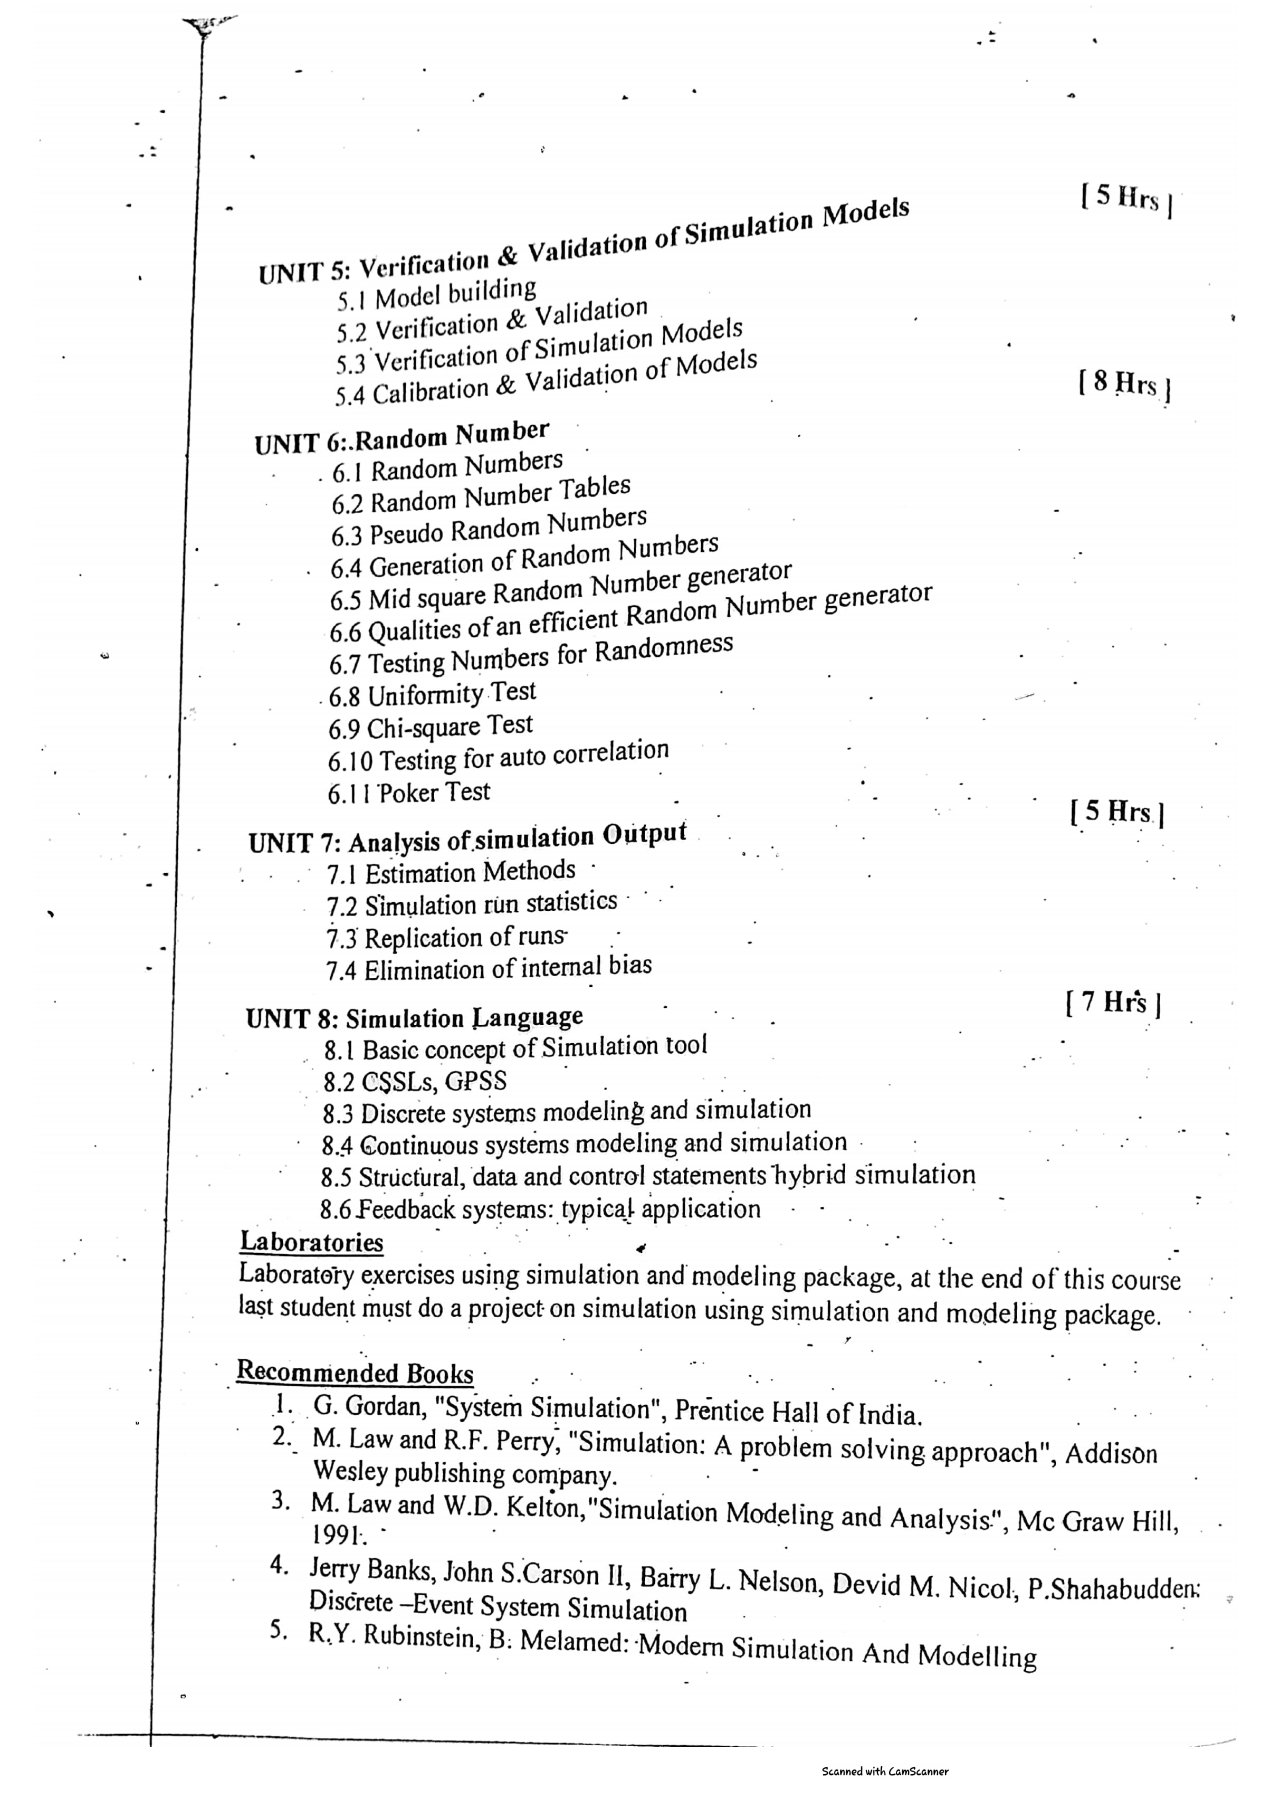 [ 5 Hrs ]
UNIT 5: Verification & Validation of Simulation Models
5.1 Model building
5.2 Verification & Validation
5.3 Verification of Simulation Models
5.4 Calibration & Validation of Models
[ 8 Hrs ]
UNIT 6: Random Number
6.1 Random Numbers
6.2 Random Number Tables
6.3 Pseudo Random Numbers
6.4 Generation of Random Numbers
6.5 Mid square Random Number generator
6.6 Qualities of an efficient Random Number generator
6.7 Testing Numbers for Randomness
6.8 Uniformity Test
6.9 Chi-square Test
6.10 Testing for auto correlation
6.11 Poker Test
[ 5 Hrs ]
UNIT 7: Analysis of simulation Output
7.1 Estimation Methods
7.2 Simulation run statistics
7.3 Replication of runs
7.4 Elimination of internal bias
[ 7 Hrs ]
UNIT 8: Simulation Language
8.1 Basic concept of Simulation tool
8.2 CSSLs, GPSS
8.3 Discrete systems modeling and simulation
8.4 Continuous systems modeling and simulation
8.5 Structural, data and control statements hybrid simulation
8.6 Feedback systems: typical application
Laboratories
Laboratory exercises using simulation and modeling package, at the end of this course
last student must do a project on simulation using simulation and modeling package.
Recommended Books
1. G. Gordan, "System Simulation", Prentice Hall of India.
2. M. Law and R.F. Perry, "Simulation: A problem solving approach", Addison
Wesley publishing company.
3. M. Law and W.D. Kelton,"Simulation Modeling and Analysis", Mc Graw Hill,
1991.
4. Jerry Banks, John S.Carson II, Barry L. Nelson, Devid M. Nicol, P.Shahabudden:
Discrete –Event System Simulation
5. R.Y. Rubinstein, B. Melamed: Modern Simulation And Modelling
Scanned with CamScanner